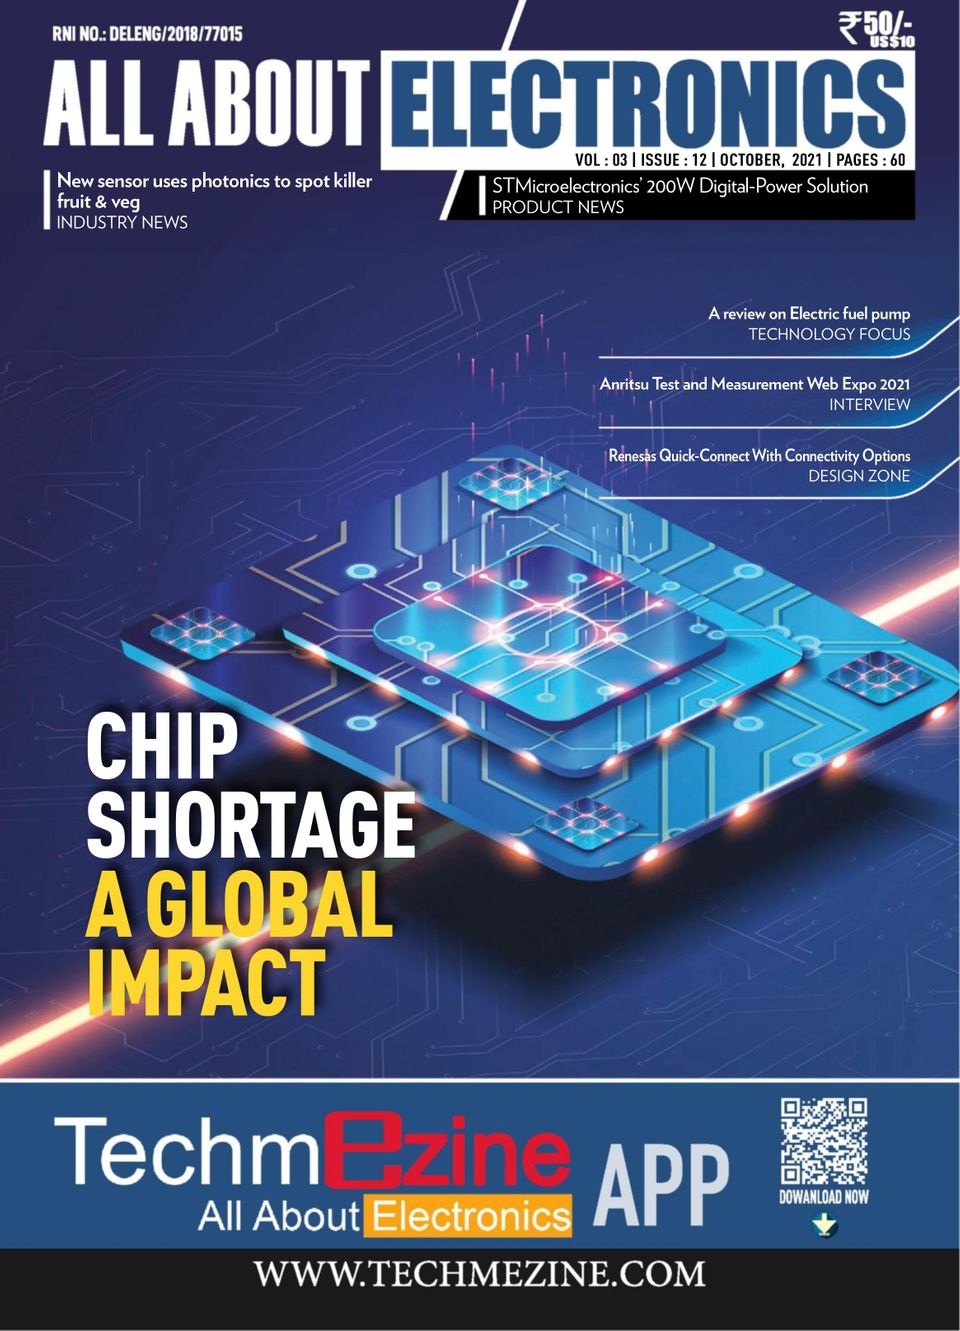 RNI NO.: DELENG/2018/77015
₹50/-
US$10
ALL ABOUT ELECTRONICS
VOL : 03 | ISSUE : 12 | OCTOBER, 2021 | PAGES : 60
New sensor uses photonics to spot killer
fruit & veg
INDUSTRY NEWS
STMicroelectronics’ 200W Digital-Power Solution
PRODUCT NEWS
A review on Electric fuel pump
TECHNOLOGY FOCUS
Anritsu Test and Measurement Web Expo 2021
INTERVIEW
Renesas Quick-Connect With Connectivity Options
DESIGN ZONE
CHIP
SHORTAGE
A GLOBAL
IMPACT
Techmezine
All About Electronics
APP
DOWANLOAD NOW
WWW.TECHMEZINE.COM